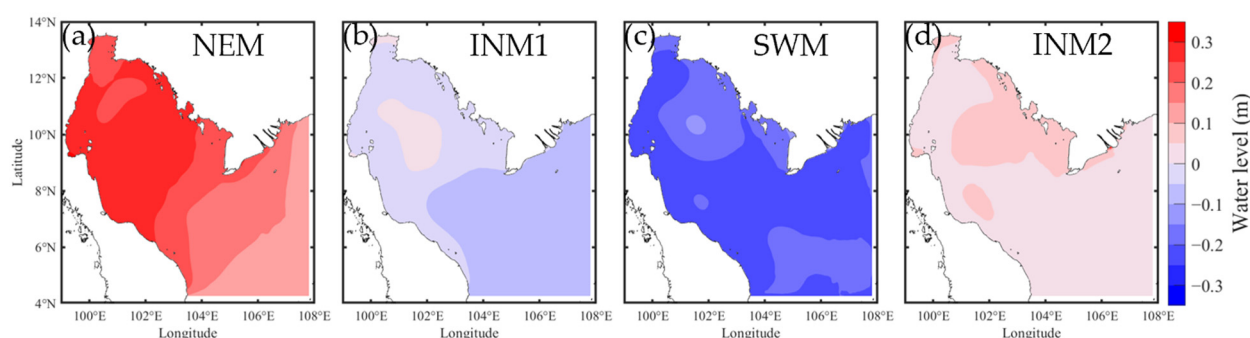 (a) NEM
(b) INM1
(c) SWM
(d) INM2
14°N
12°N
10°N
8°N
6°N
4°N
Latitude
100°E 102°E 104°E 106°E 108°E
Longitude
100°E 102°E 104°E 106°E 108°E
Longitude
100°E 102°E 104°E 106°E 108°E
Longitude
100°E 102°E 104°E 106°E 108°E
Longitude
0.3
0.2
0.1
0
−0.1
−0.2
−0.3
Water level (m)